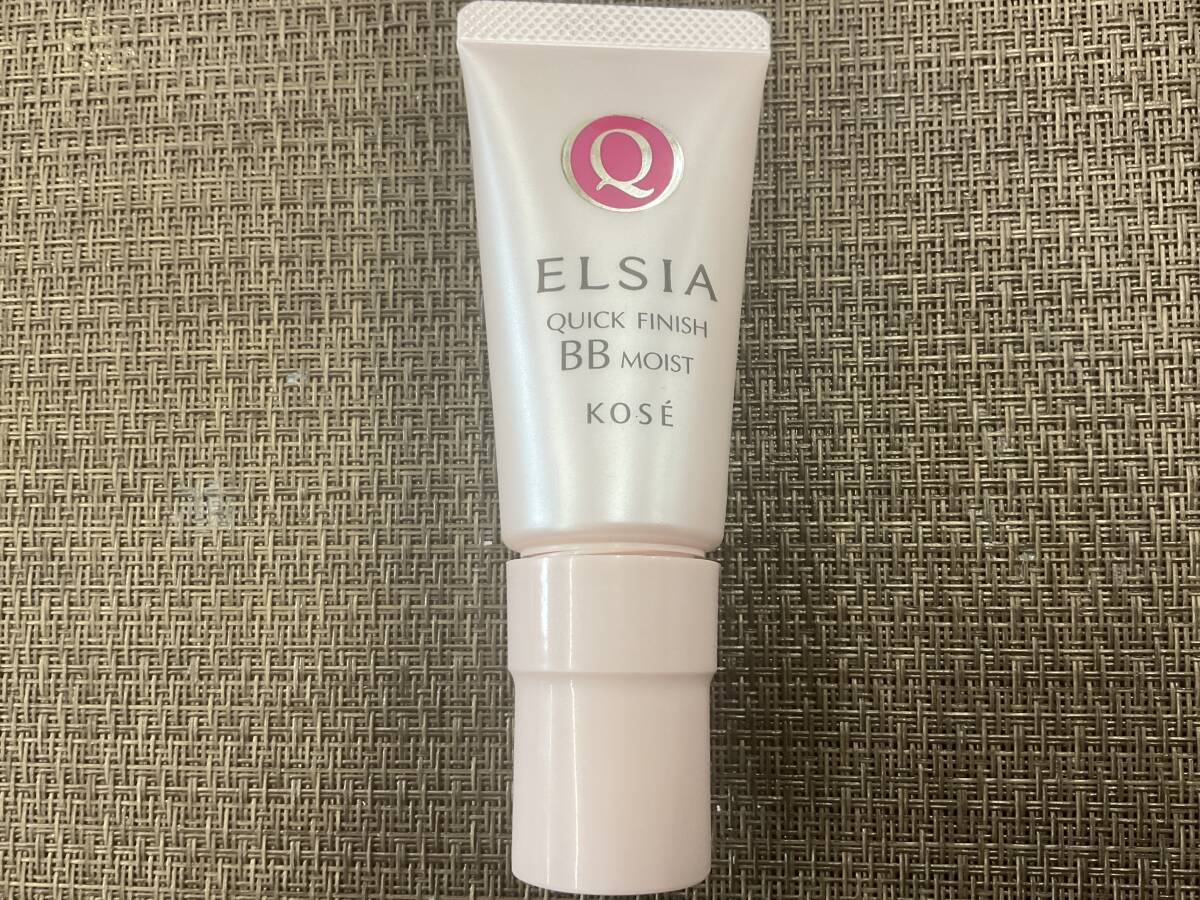 Q
ELSIA
QUICK FINISH
BB MOIST
KOSÉ